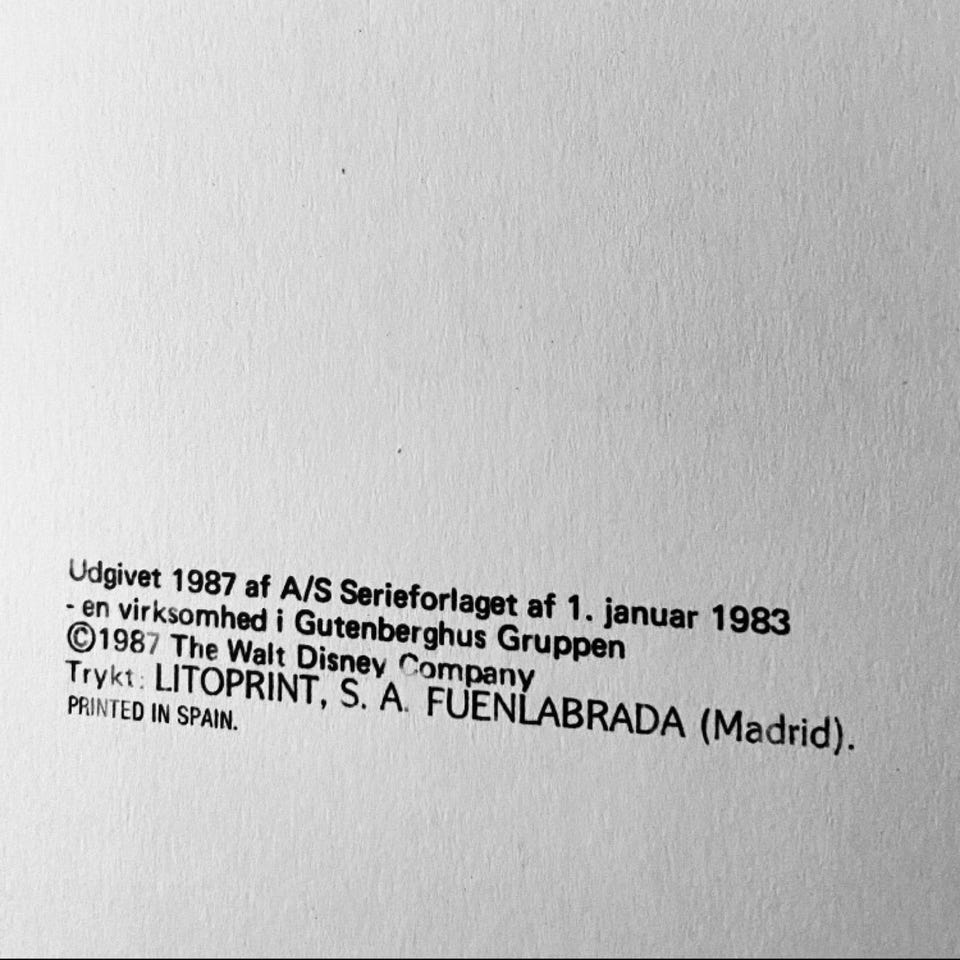 Udgivet 1987 af A/S Serieforlaget af 1. januar 1983
- en virksomhed i Gutenberghus Gruppen
©1987 The Walt Disney Company
Trykt: LITOPRINT, S. A. FUENLABRADA (Madrid).
PRINTED IN SPAIN.